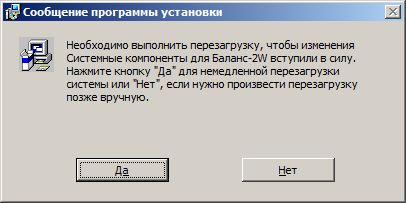 Сообщение программы установки
Необходимо выполнить перезагрузку, чтобы изменения
Системные компоненты для Баланс-2W вступили в силу.
Нажмите кнопку "Да" для немедленной перезагрузки
системы или "Нет", если нужно произвести перезагрузку
позже вручную.
Да
Нет